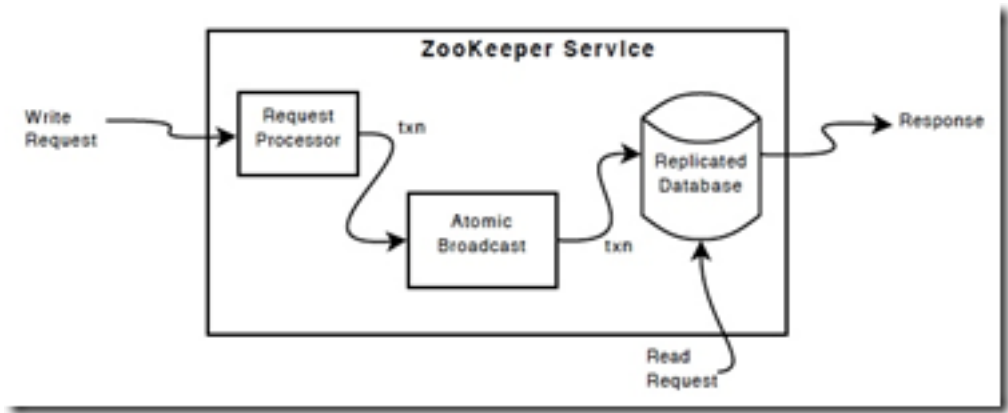 ZooKeeper Service
Write
Request
Request
Processor
txn
Atomic
Broadcast
txn
Replicated
Database
Response
Read
Request